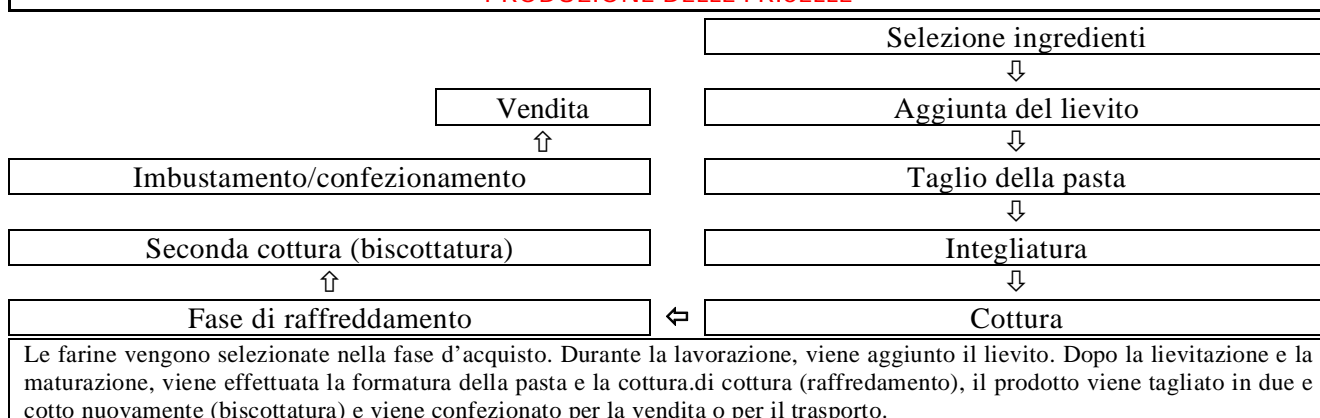 PRODUZIONE DELLE FRISELLE
Selezione ingredienti
⇩
Vendita
Aggiunta del lievito
⇧
⇩
Imbustamento/confezionamento
Taglio della pasta
⇩
Seconda cottura (biscottatura)
Integliatura
⇧
⇩
Fase di raffreddamento
⇦
Cottura
Le farine vengono selezionate nella fase d’acquisto. Durante la lavorazione, viene aggiunto il lievito. Dopo la lievitazione e la
maturazione, viene effettuata la formatura della pasta e la cottura.di cottura (raffredamento), il prodotto viene tagliato in due e
cotto nuovamente (biscottatura) e viene confezionato per la vendita o per il trasporto.